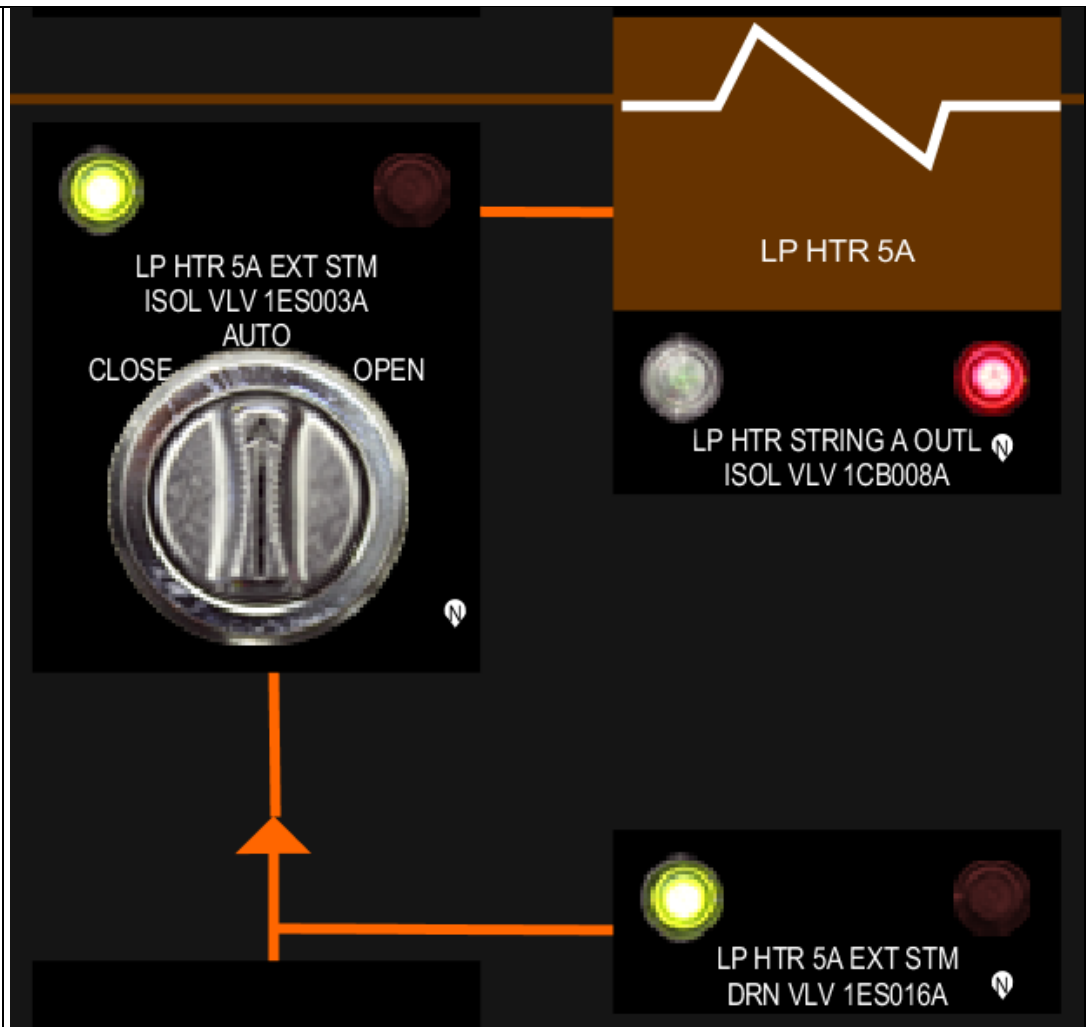 LP HTR 5A
LP HTR 5A EXT STM
ISOL VLV 1ES003A
AUTO
CLOSE OPEN
LP HTR STRING A OUTL N
ISOL VLV 1CB008A
N
LP HTR 5A EXT STM
DRN VLV 1ES016A N